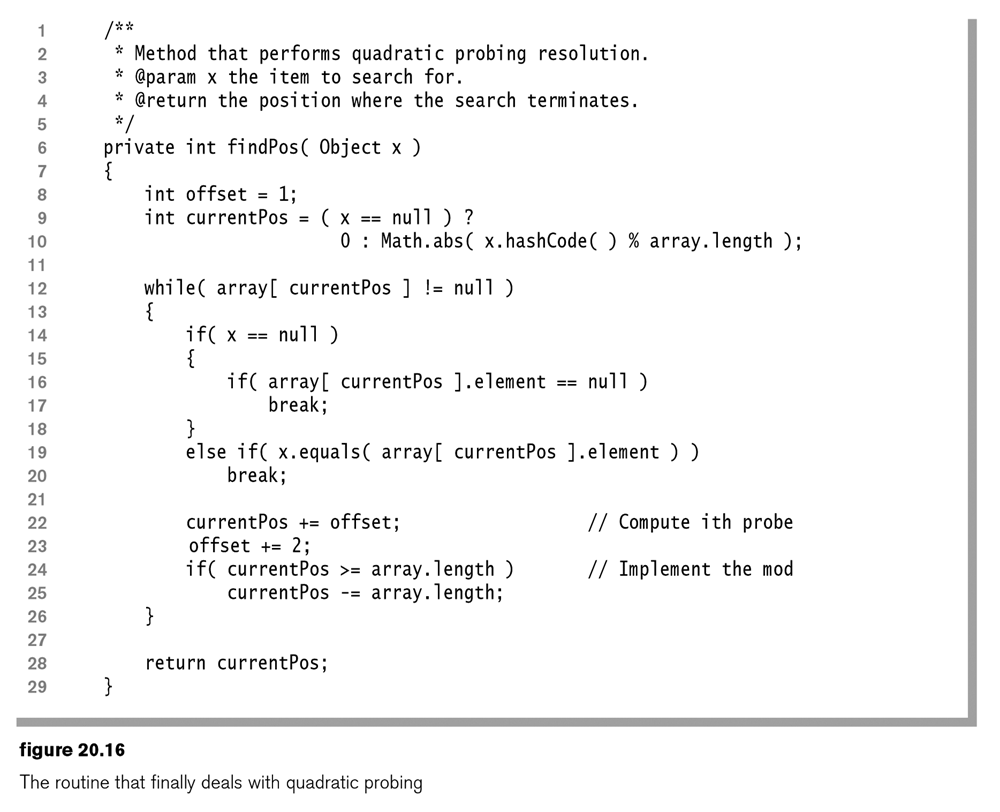 1 /**
2  * Method that performs quadratic probing resolution.
3  * @param x the item to search for.
4  * @return the position where the search terminates.
5  */
6 private int findPos( Object x )
7 {
8     int offset = 1;
9     int currentPos = ( x == null ) ?
10                        0 : Math.abs( x.hashCode( ) % array.length );
11
12     while( array[ currentPos ] != null )
13     {
14         if( x == null )
15         {
16             if( array[ currentPos ].element == null )
17                 break;
18         }
19         else if( x.equals( array[ currentPos ].element ) )
20             break;
21
22         currentPos += offset;                  // Compute ith probe
23         offset += 2;
24         if( currentPos >= array.length )       // Implement the mod
25             currentPos -= array.length;
26     }
27
28     return currentPos;
29 }
figure 20.16
The routine that finally deals with quadratic probing